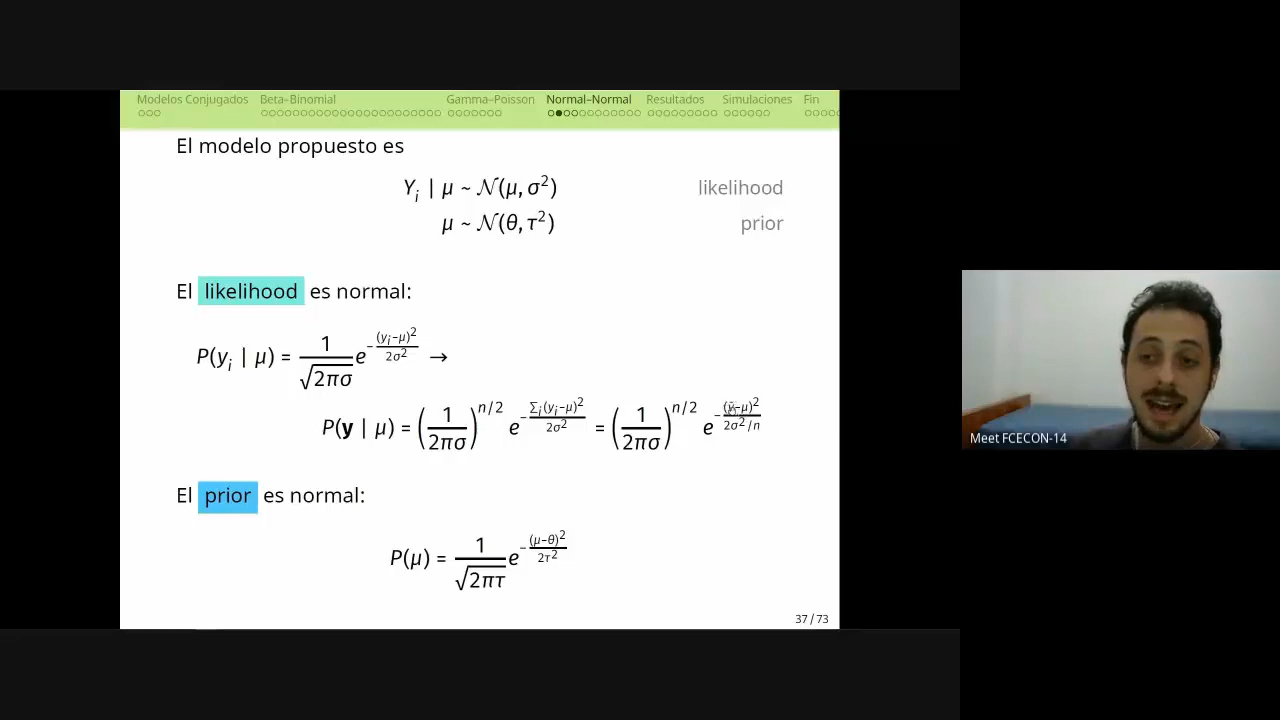 Modelos Conjugados Beta–Binomial Gamma–Poisson Normal–Normal Resultados Simulaciones Fin
El modelo propuesto es
Yᵢ | μ ~ 𝒩(μ, σ²) likelihood
μ ~ 𝒩(θ, τ²) prior
El likelihood es normal:
P(yᵢ | μ) = 1/√(2πσ) e^(−(yᵢ−μ)²/(2σ²)) →
P(𝐲 | μ) = (1/(2πσ))^(n/2) e^(−∑ᵢ(yᵢ−μ)²/(2σ²)) = (1/(2πσ))^(n/2) e^(−(ȳ−μ)²/(2σ²/n))
El prior es normal:
P(μ) = 1/√(2πτ) e^(−(μ−θ)²/(2τ²))
37 / 73
Meet FCECON-14